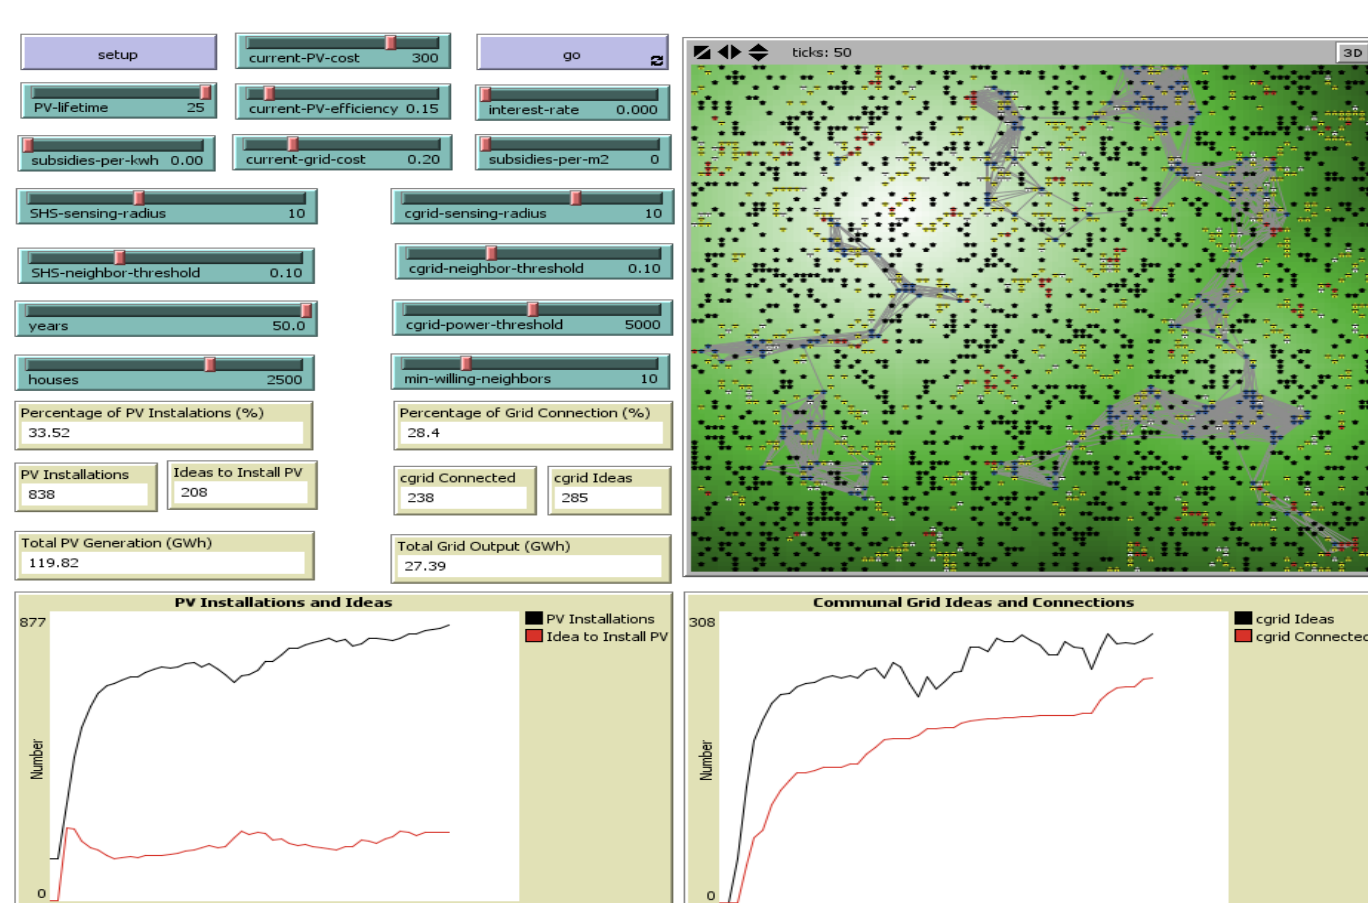 setup
current-PV-cost 300
go
ticks: 50
3D
PV-lifetime 25
current-PV-efficiency 0.15
interest-rate 0.000
subsidies-per-kwh 0.00
current-grid-cost 0.20
subsidies-per-m2 0
SHS-sensing-radius 10
cgrid-sensing-radius 10
SHS-neighbor-threshold 0.10
cgrid-neighbor-threshold 0.10
years 50.0
cgrid-power-threshold 5000
houses 2500
min-willing-neighbors 10
Percentage of PV Instalations (%)
33.52
Percentage of Grid Connection (%)
28.4
PV Installations
838
Ideas to Install PV
208
cgrid Connected
238
cgrid Ideas
285
Total PV Generation (GWh)
119.82
Total Grid Output (GWh)
27.39
PV Installations and Ideas
877
Number
0
PV Installations
Idea to Install PV
Communal Grid Ideas and Connections
308
Number
0
cgrid Ideas
cgrid Connected